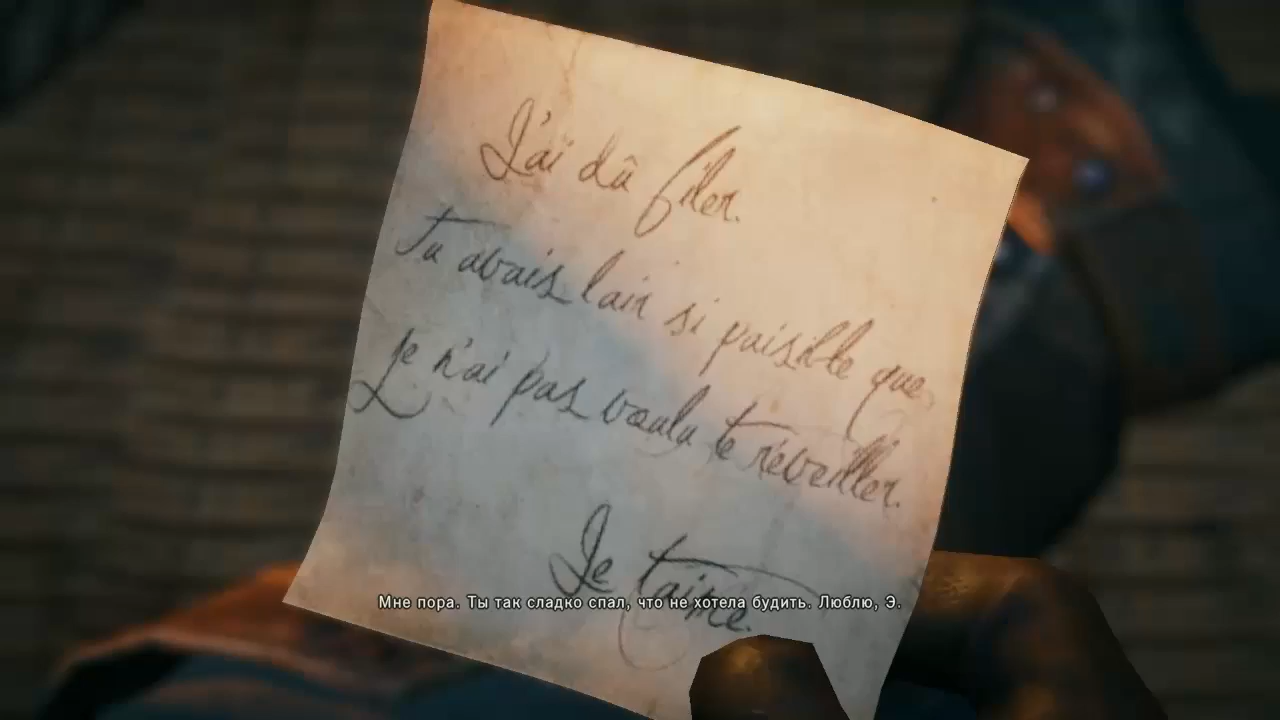 J'ai dû filer.
Tu avais l'air si paisible que
je n'ai pas voulu te réveiller.
Je t'aime.
Мне пора. Ты так сладко спал, что не хотела будить. Люблю, Э.